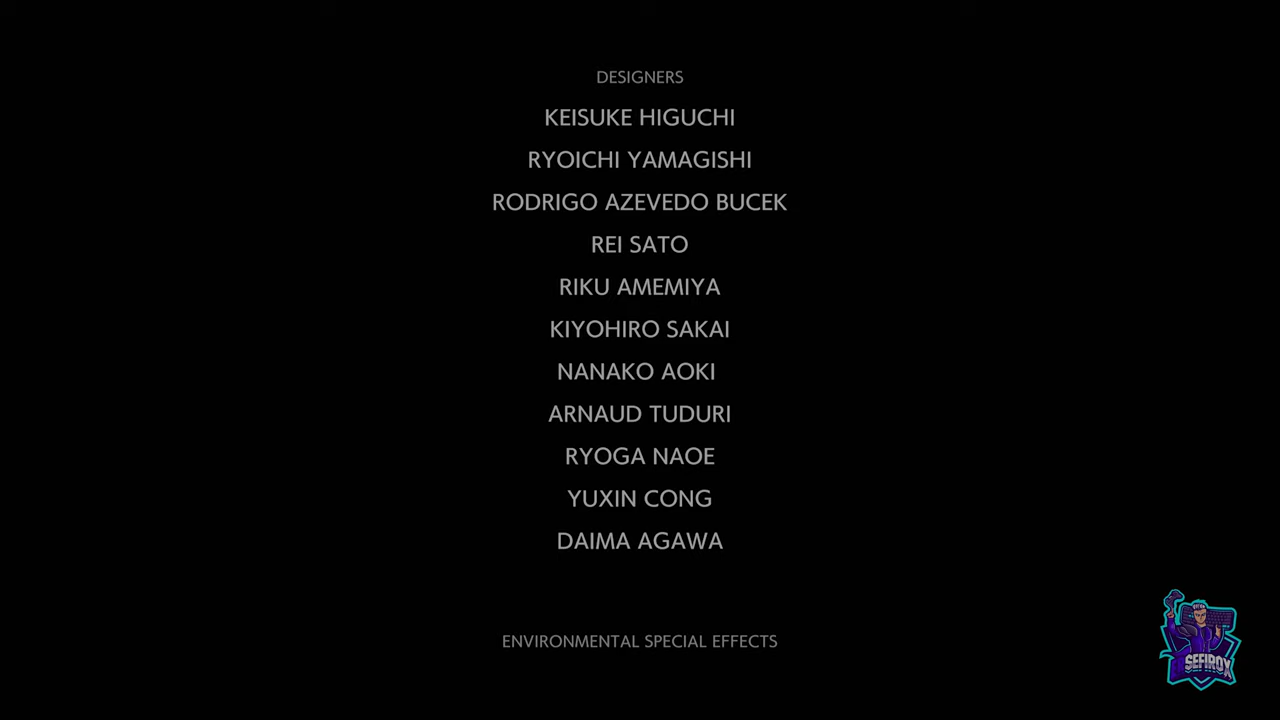 DESIGNERS
KEISUKE HIGUCHI
RYOICHI YAMAGISHI
RODRIGO AZEVEDO BUCEK
REI SATO
RIKU AMEMIYA
KIYOHIRO SAKAI
NANAKO AOKI
ARNAUD TUDURI
RYOGA NAOE
YUXIN CONG
DAIMA AGAWA
ENVIRONMENTAL SPECIAL EFFECTS
SEFIROX